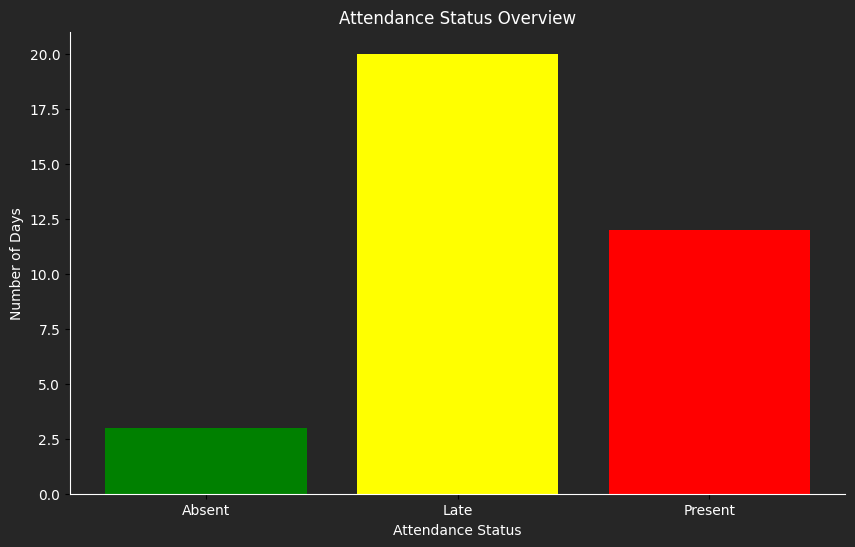 Attendance Status Overview
Number of Days
20.0
17.5
15.0
12.5
10.0
7.5
5.0
2.5
0.0
Absent Late Present
Attendance Status